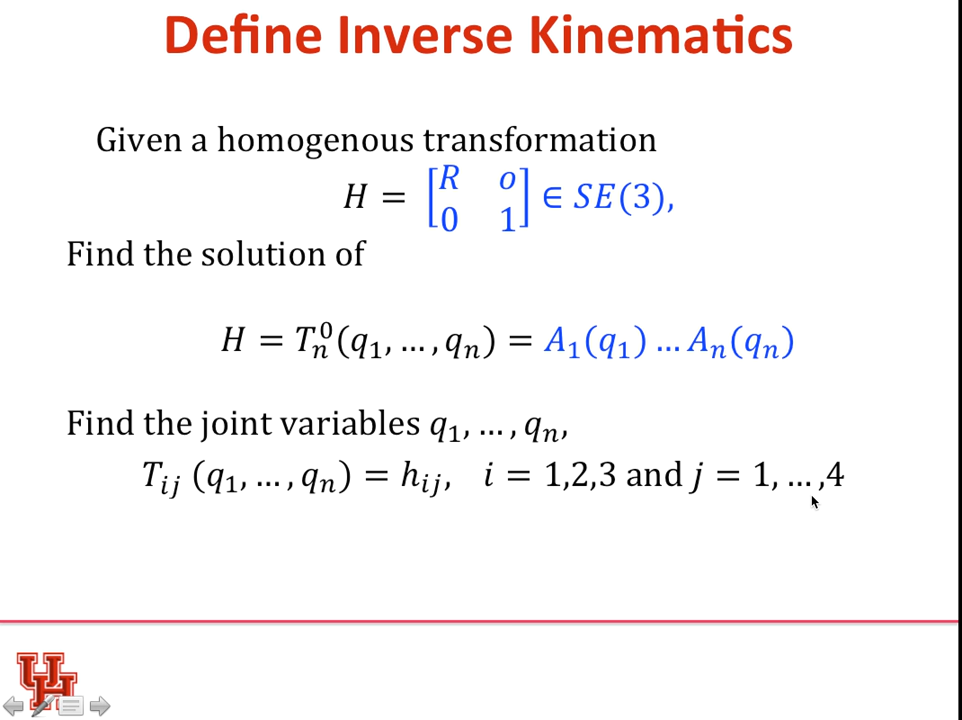 Define Inverse Kinematics
Given a homogenous transformation
H = [R o; 0 1] ∈ SE(3),
Find the solution of
H = T_n^0(q_1, … , q_n) = A_1(q_1) … A_n(q_n)
Find the joint variables q_1, … , q_n,
T_ij (q_1, … , q_n) = h_ij, i = 1,2,3 and j = 1, … ,4
UH